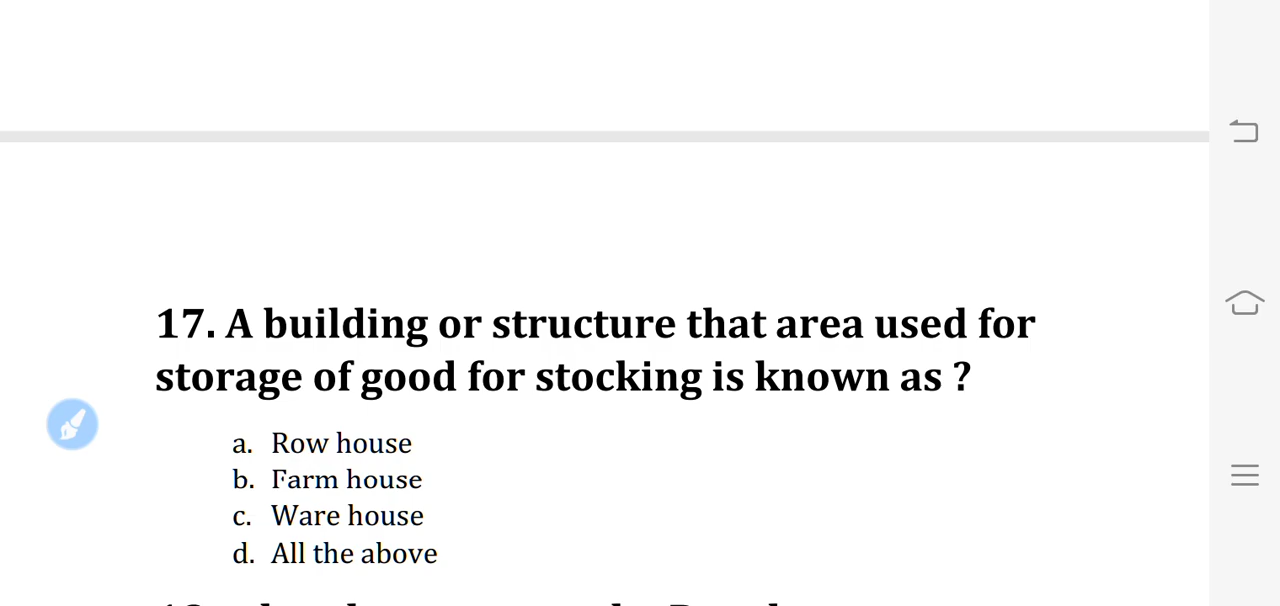 17. A building or structure that area used for
storage of good for stocking is known as ?
a. Row house
b. Farm house
c. Ware house
d. All the above